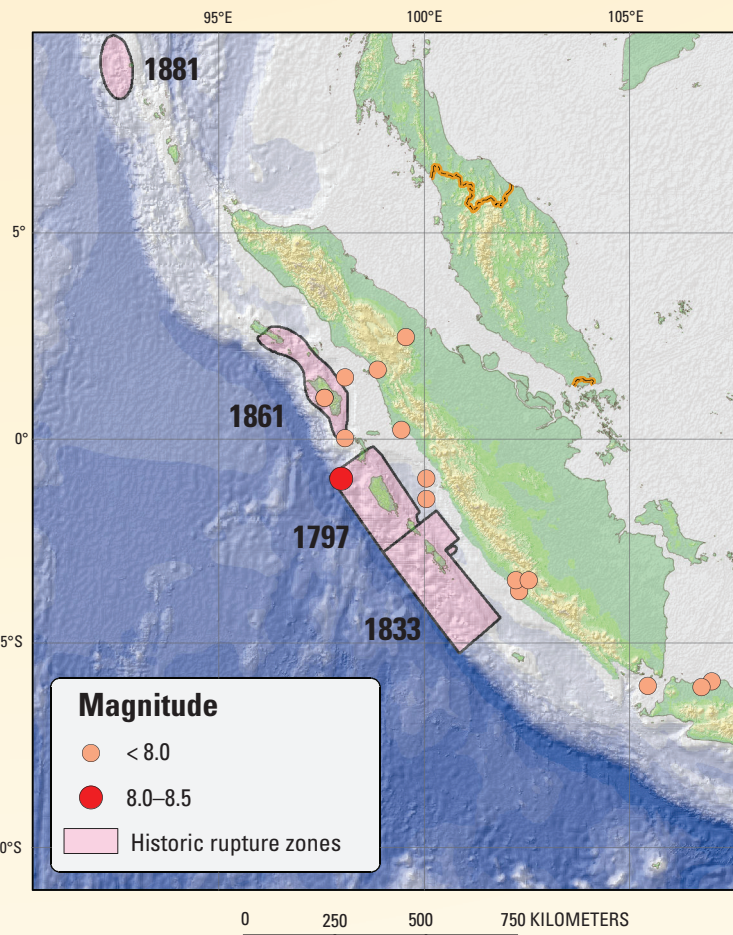 95°E 100°E 105°E
1881
5°
1861
0°
1797
1833
5°S
Magnitude
< 8.0
8.0–8.5
Historic rupture zones
0°S
0 250 500 750 KILOMETERS